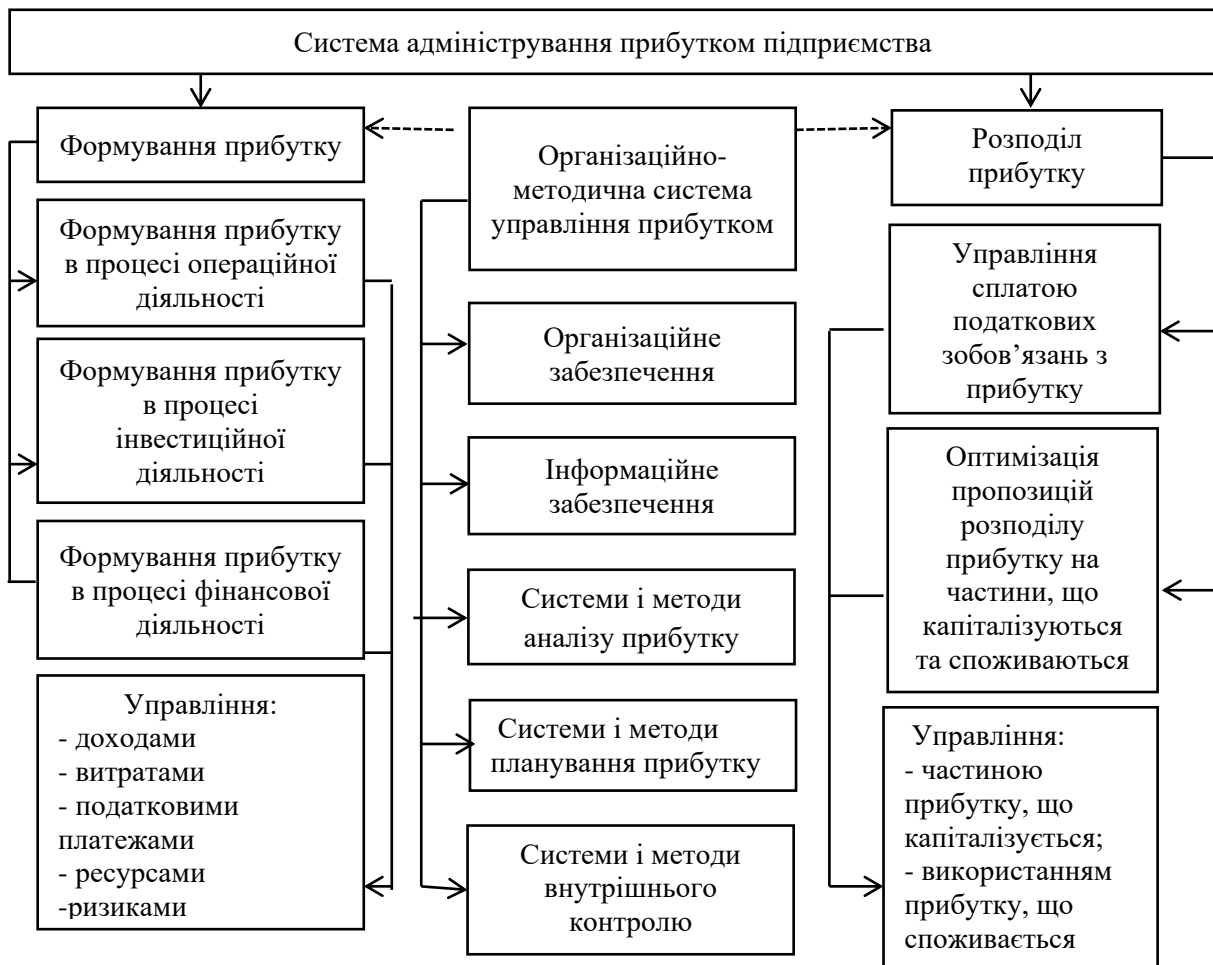 Система адміністрування прибутком підприємства
Формування прибутку
Формування прибутку
в процесі операційної
діяльності
Формування прибутку
в процесі
інвестиційної
діяльності
Формування прибутку
в процесі фінансової
діяльності
Управління:
- доходами
- витратами
- податковими
платежами
- ресурсами
-ризиками
Організаційно-
методична система
управління прибутком
Організаційне
забезпечення
Інформаційне
забезпечення
Системи і методи
аналізу прибутку
Системи і методи
планування прибутку
Системи і методи
внутрішнього
контролю
Розподіл
прибутку
Управління
сплатою
податкових
зобов’язань з
прибутку
Оптимізація
пропозицій
розподілу
прибутку на
частини, що
капіталізуються
та споживаються
Управління:
- частиною
прибутку, що
капіталізується;
- використанням
прибутку, що
споживається